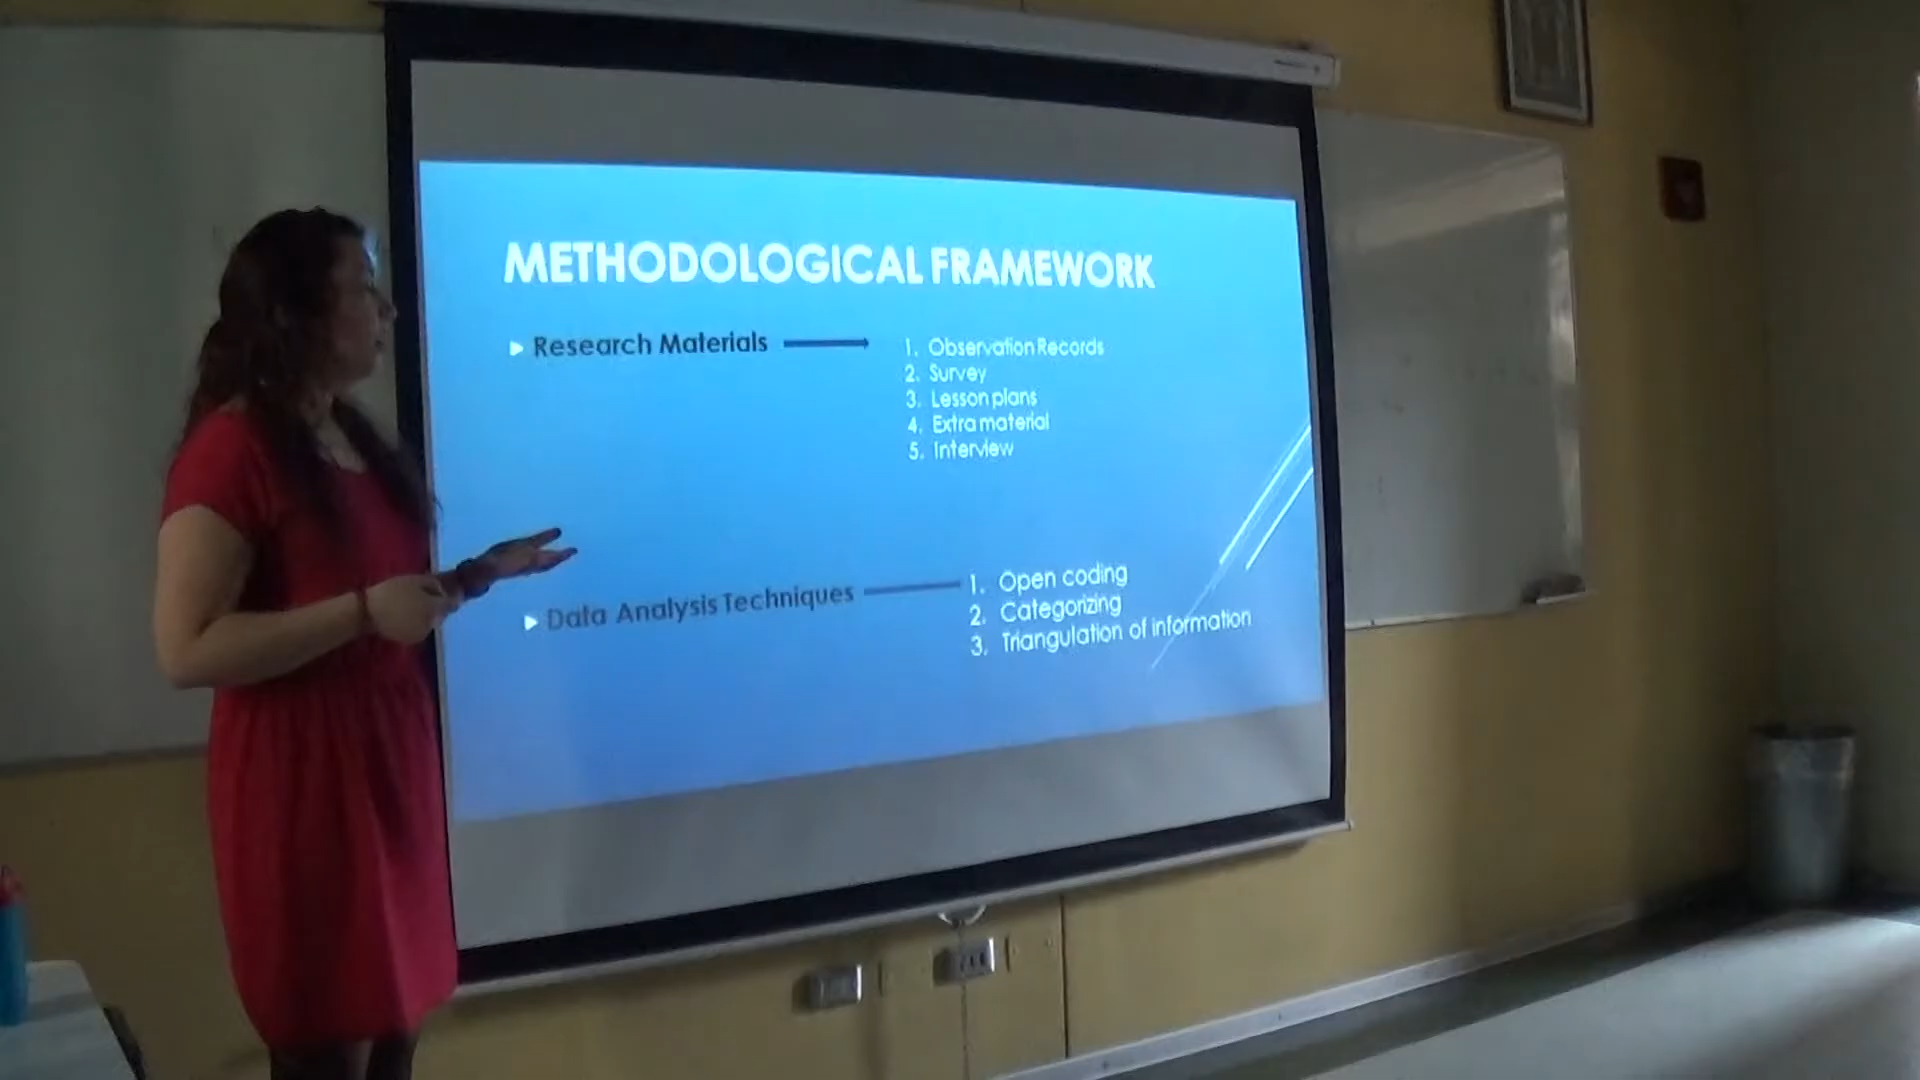 METHODOLOGICAL FRAMEWORK
Research Materials
1. Observation Records
2. Survey
3. Lesson plans
4. Extra material
5. Interview
Data Analysis Techniques
1. Open coding
2. Categorizing
3. Triangulation of information